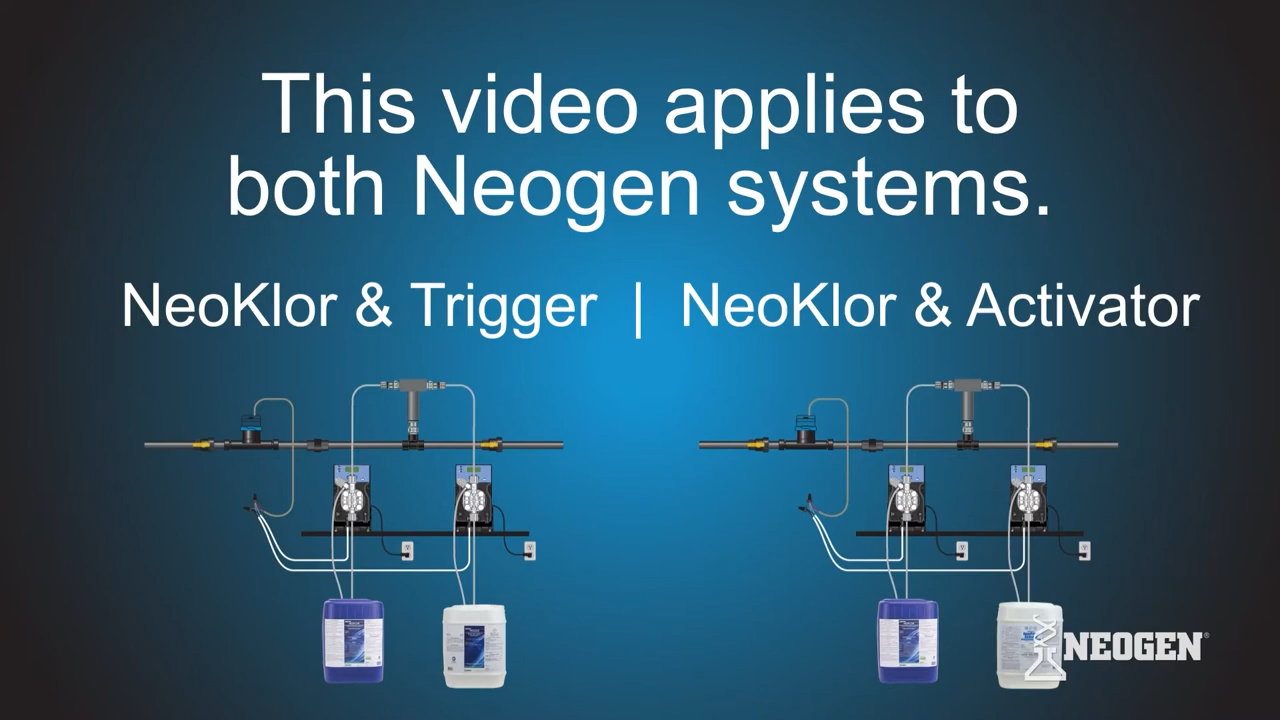 This video applies to
both Neogen systems.
NeoKlor & Trigger | NeoKlor & Activator
NEOGEN®